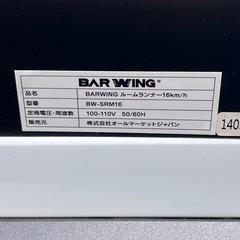 BARWING
品名 BARWING ルームランナー16km/h
型番 BW-SRM16
定格電圧・周波数 100-110V 50/60H
販売元 株式会社オールマーケットジャパン
140